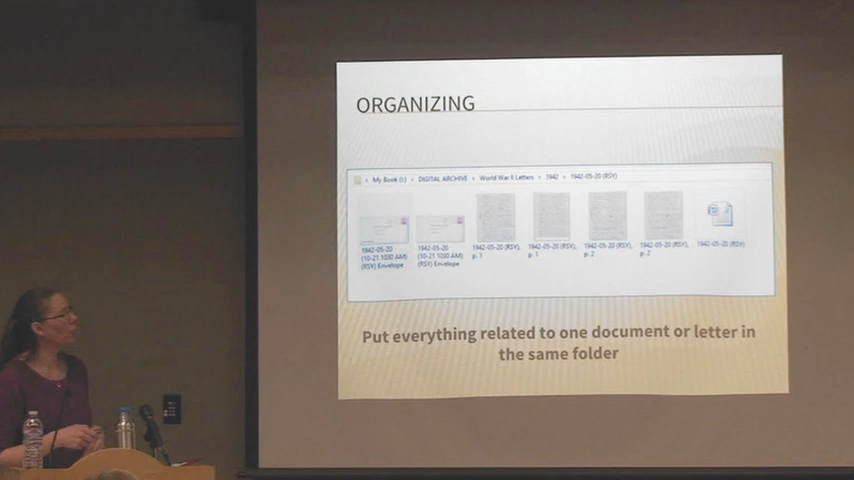 ORGANIZING
My Book (I:) › DIGITAL ARCHIVE › World War II Letters › 1942 › 1942-05-20 (RSY)
1942-05-20
(10-21 1030 AM)
(RSY) Envelope
1942-05-20
(10-21 1030 AM)
(RSY) Envelope
1942-05-20 (RSY),
p. 1
1942-05-20 (RSY),
p. 1
1942-05-20 (RSY),
p. 2
1942-05-20 (RSY),
p. 2
1942-05-20 (RSY)
Put everything related to one document or letter in
the same folder